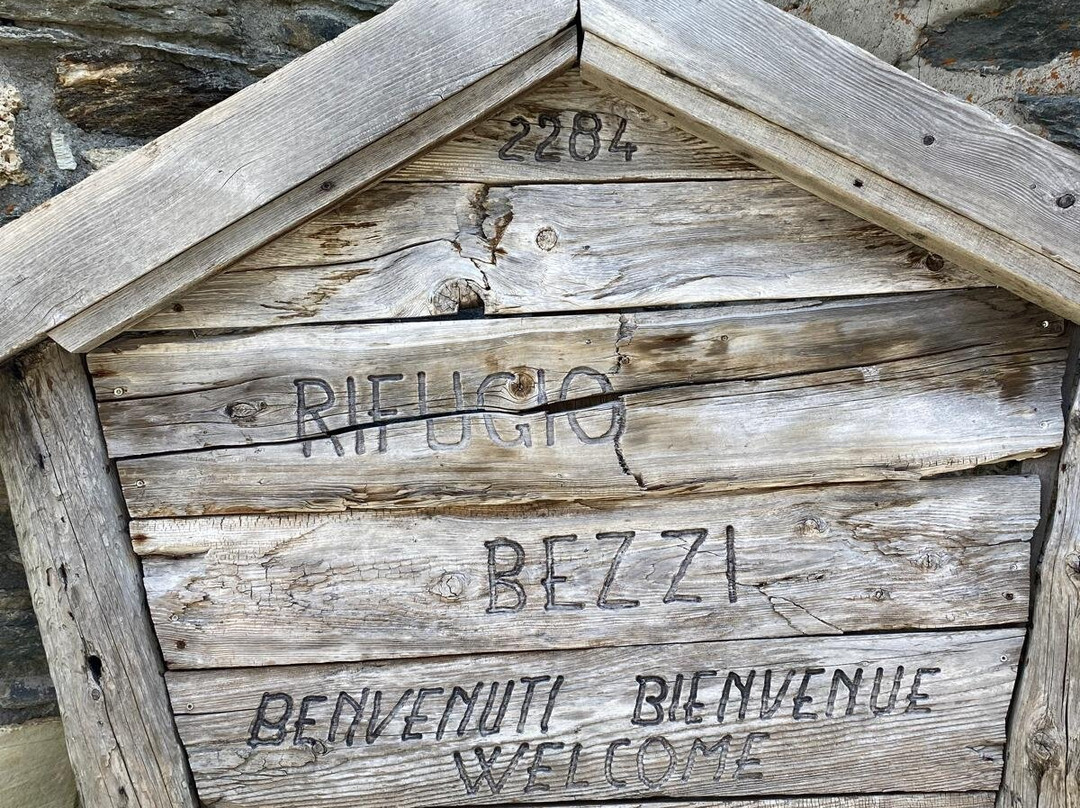 2284
RIFUGIO
BEZZI
BENVENUTI BIENVENUE
WELCOME